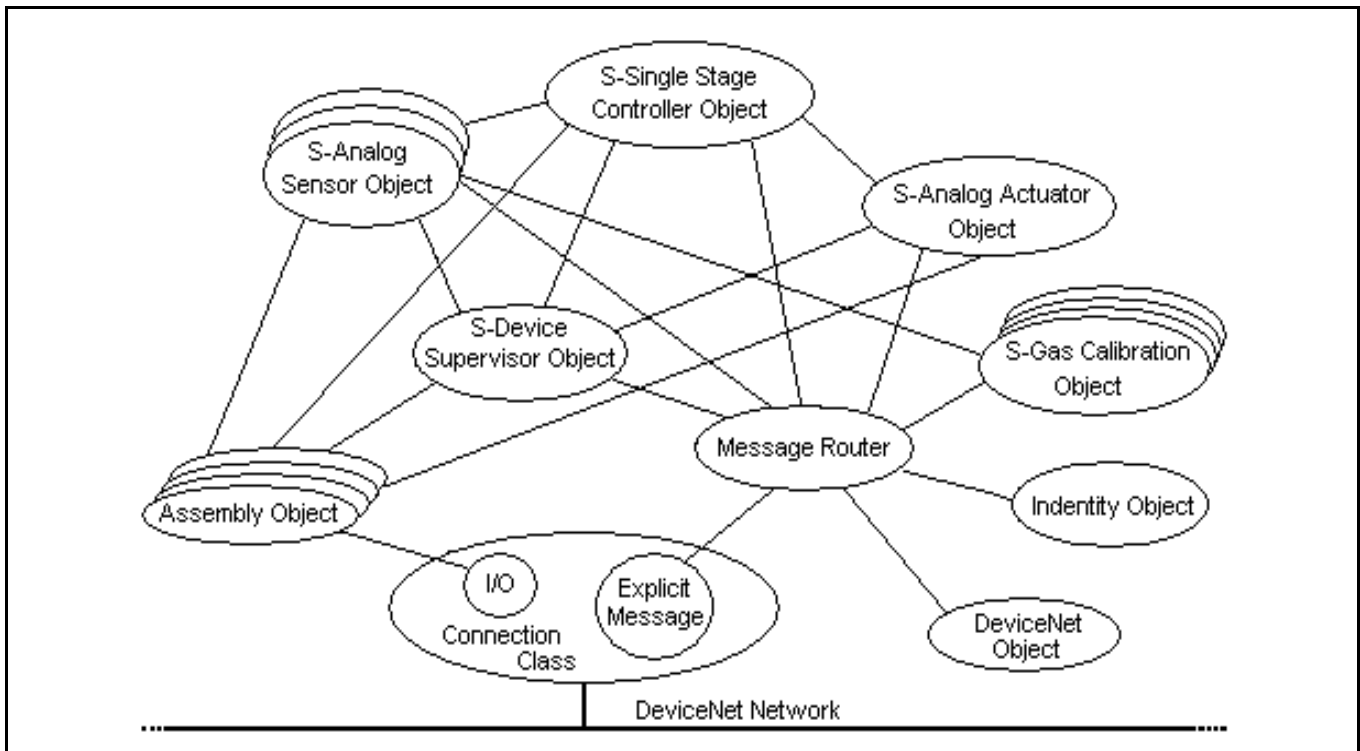 S-Single Stage
Controller Object
S-Analog
Sensor Object
S-Analog Actuator
Object
S-Device
Supervisor Object
S-Gas Calibration
Object
Message Router
Assembly Object
Indentity Object
I/O
Explicit
Message
Connection
Class
DeviceNet
Object
DeviceNet Network